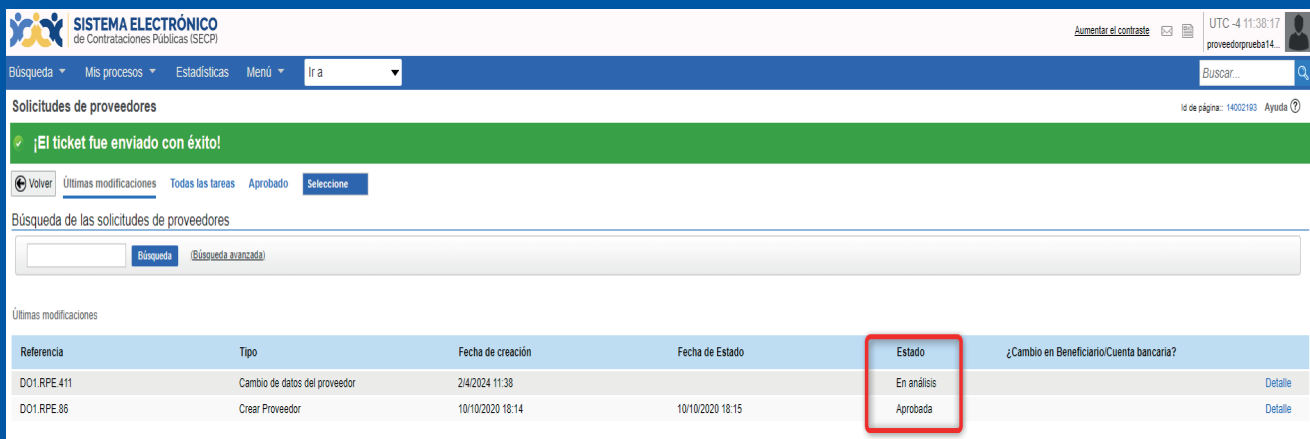 SISTEMA ELECTRÓNICO
de Contrataciones Públicas (SECP)
Aumentar el contraste
UTC -4 11:38:17
proveedorprueba14...
Búsqueda Mis procesos Estadísticas Menú Ir a Buscar...
Solicitudes de proveedores Id de página:: 14002193 Ayuda ?
¡El ticket fue enviado con éxito!
Volver Últimas modificaciones Todas las tareas Aprobado Seleccione
Búsqueda de las solicitudes de proveedores
Búsqueda (Búsqueda avanzada)
Últimas modificaciones
Referencia Tipo Fecha de creación Fecha de Estado Estado ¿Cambio en Beneficiario/Cuenta bancaria?
DO1.RPE.411 Cambio de datos del proveedor 2/4/2024 11:38 En análisis Detalle
DO1.RPE.86 Crear Proveedor 10/10/2020 18:14 10/10/2020 18:15 Aprobada Detalle